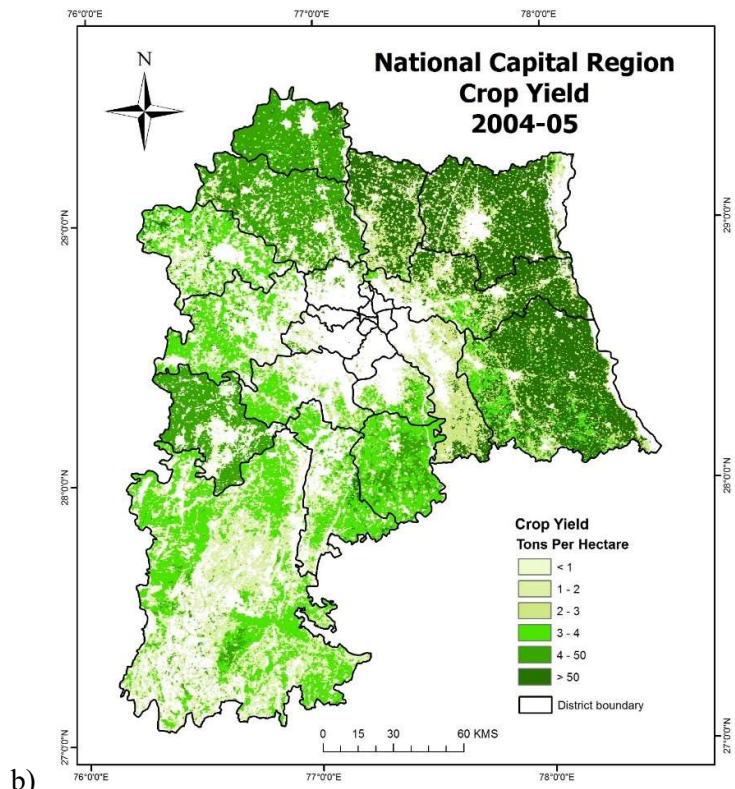 76°0'0"E 77°0'0"E 78°0'0"E
N
National Capital Region
Crop Yield
2004-05
29°0'0"N 29°0'0"N
28°0'0"N 28°0'0"N
Crop Yield
Tons Per Hectare
< 1
1 - 2
2 - 3
3 - 4
4 - 50
> 50
District boundary
0 15 30 60 KMS
27°0'0"N 27°0'0"N
76°0'0"E 77°0'0"E 78°0'0"E
b)